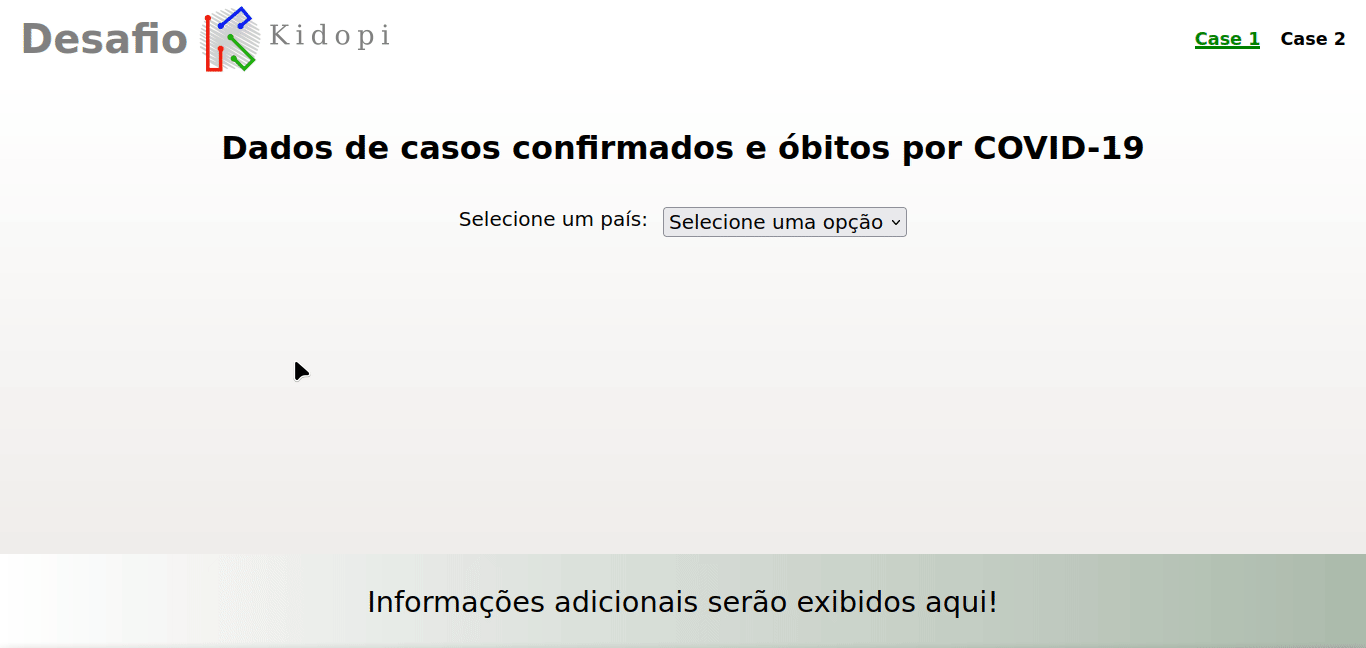 Desafio Kidopi
Case 1 Case 2
Dados de casos confirmados e óbitos por COVID-19
Selecione um país: Selecione uma opção
Informações adicionais serão exibidos aqui!